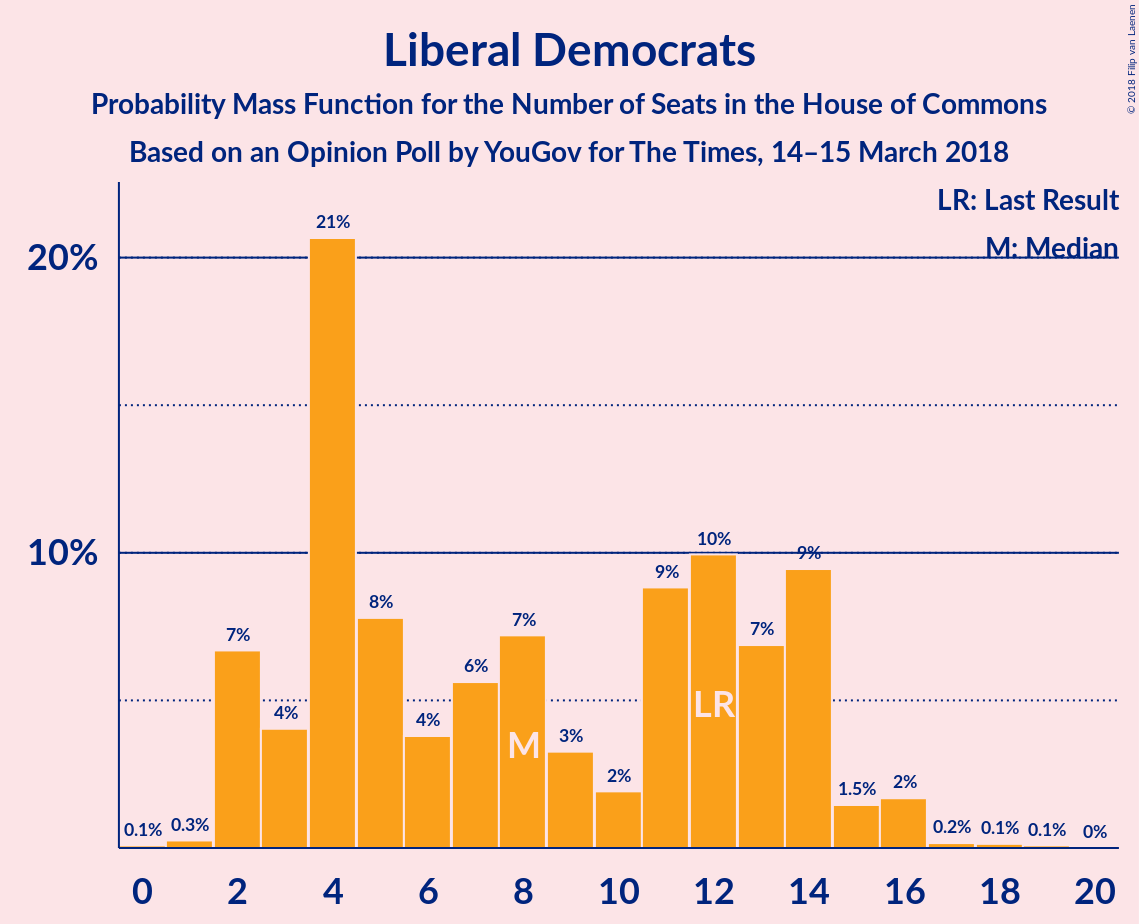 Liberal Democrats
Probability Mass Function for the Number of Seats in the House of Commons
Based on an Opinion Poll by YouGov for The Times, 14–15 March 2018
© 2018 Filip van Laenen
LR: Last Result
M: Median
20%
10%
0.1%
0.3%
7%
4%
21%
8%
4%
6%
7%
3%
2%
9%
10%
7%
9%
1.5%
2%
0.2%
0.1%
0.1%
0%
M
LR
0 2 4 6 8 10 12 14 16 18 20